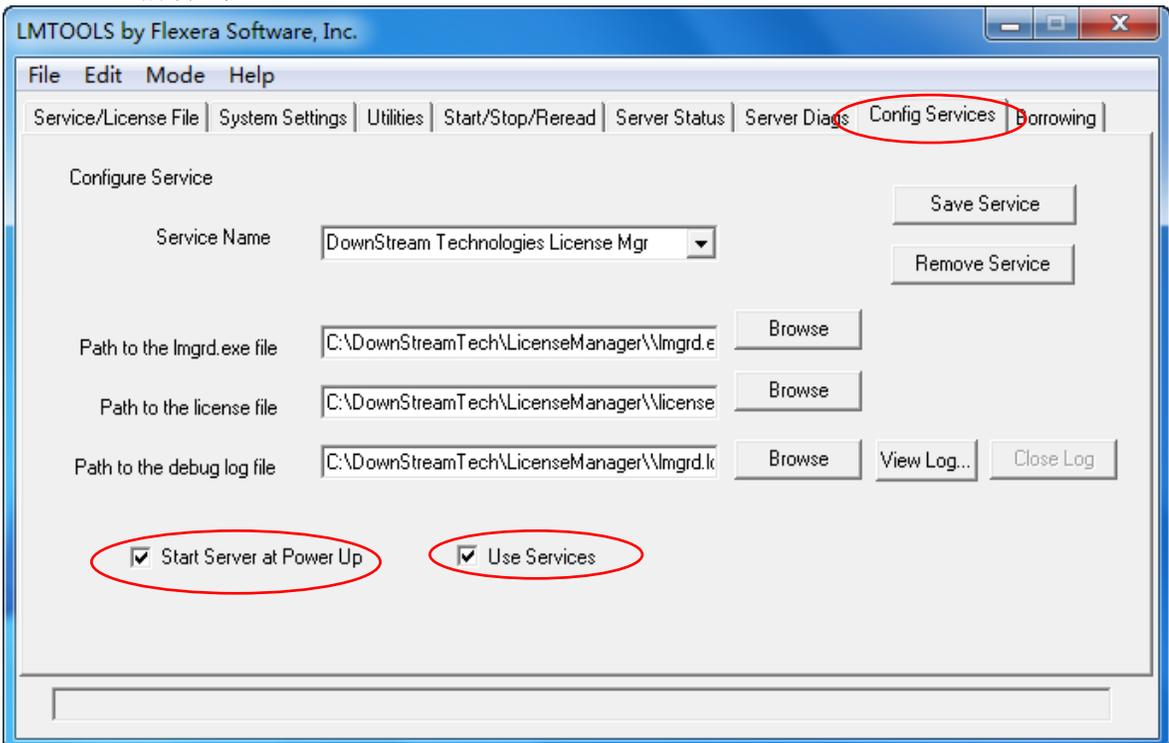 LMTOOLS by Flexera Software, Inc.
File Edit Mode Help
Service/License File System Settings Utilities Start/Stop/Reread Server Status Server Diags Config Services Borrowing
Configure Service
Save Service
Service Name DownStream Technologies License Mgr
Remove Service
Path to the lmgrd.exe file C:\DownStreamTech\LicenseManager\\lmgrd.e Browse
Path to the license file C:\DownStreamTech\LicenseManager\\license Browse
Path to the debug log file C:\DownStreamTech\LicenseManager\\lmgrd.lo Browse View Log... Close Log
Start Server at Power Up Use Services